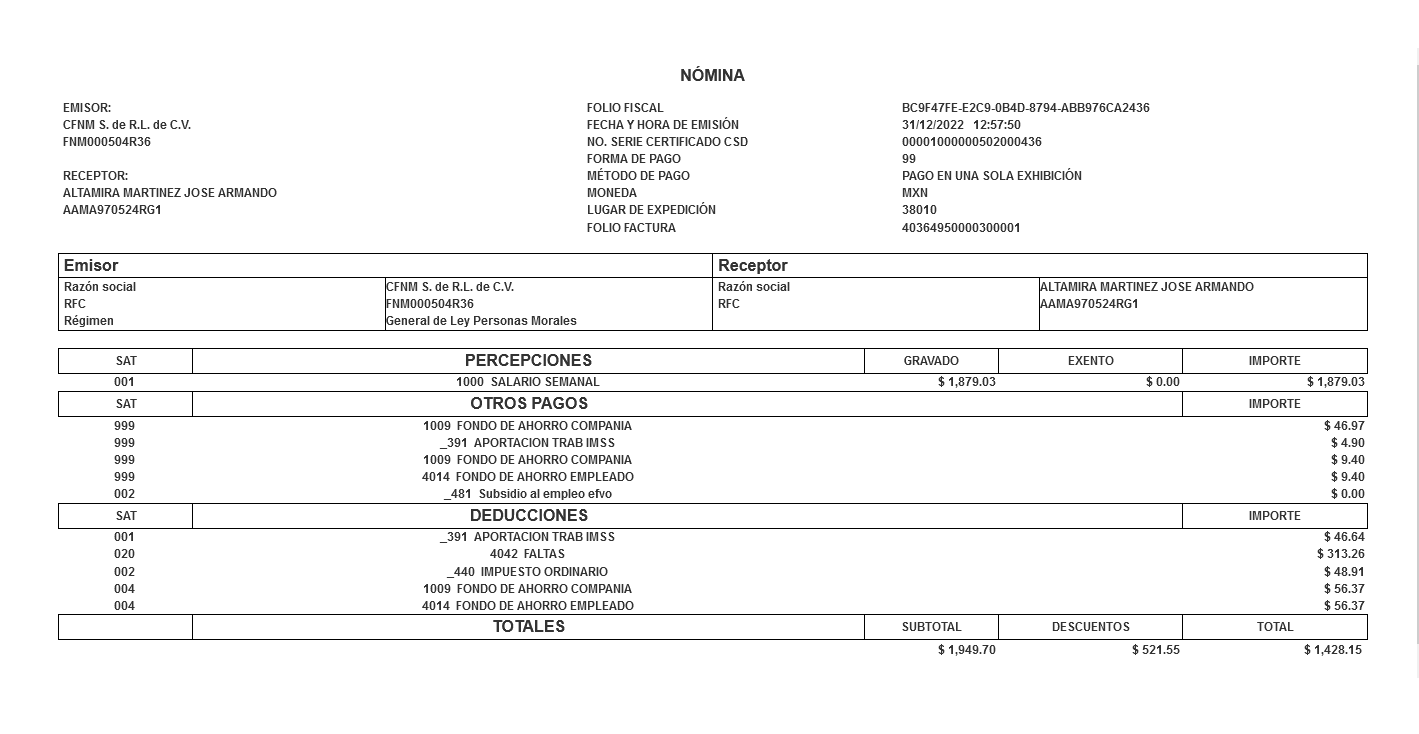 NÓMINA
EMISOR: FOLIO FISCAL BC9F47FE-E2C9-0B4D-8794-ABB976CA2436
CFNM S. de R.L. de C.V. FECHA Y HORA DE EMISIÓN 31/12/2022 12:57:50
FNM000504R36 NO. SERIE CERTIFICADO CSD 00001000000502000436
FORMA DE PAGO 99
RECEPTOR: MÉTODO DE PAGO PAGO EN UNA SOLA EXHIBICIÓN
ALTAMIRA MARTINEZ JOSE ARMANDO MONEDA MXN
AAMA970524RG1 LUGAR DE EXPEDICIÓN 38010
FOLIO FACTURA 40364950000300001
Emisor Receptor
Razón social CFNM S. de R.L. de C.V. Razón social ALTAMIRA MARTINEZ JOSE ARMANDO
RFC FNM000504R36 RFC AAMA970524RG1
Régimen General de Ley Personas Morales
SAT PERCEPCIONES GRAVADO EXENTO IMPORTE
001 1000 SALARIO SEMANAL $ 1,879.03 $ 0.00 $ 1,879.03
SAT OTROS PAGOS IMPORTE
999 1009 FONDO DE AHORRO COMPANIA $ 46.97
999 _391 APORTACION TRAB IMSS $ 4.90
999 1009 FONDO DE AHORRO COMPANIA $ 9.40
999 4014 FONDO DE AHORRO EMPLEADO $ 9.40
002 _481 Subsidio al empleo efvo $ 0.00
SAT DEDUCCIONES IMPORTE
001 _391 APORTACION TRAB IMSS $ 46.64
020 4042 FALTAS $ 313.26
002 _440 IMPUESTO ORDINARIO $ 48.91
004 1009 FONDO DE AHORRO COMPANIA $ 56.37
004 4014 FONDO DE AHORRO EMPLEADO $ 56.37
TOTALES SUBTOTAL DESCUENTOS TOTAL
$ 1,949.70 $ 521.55 $ 1,428.15